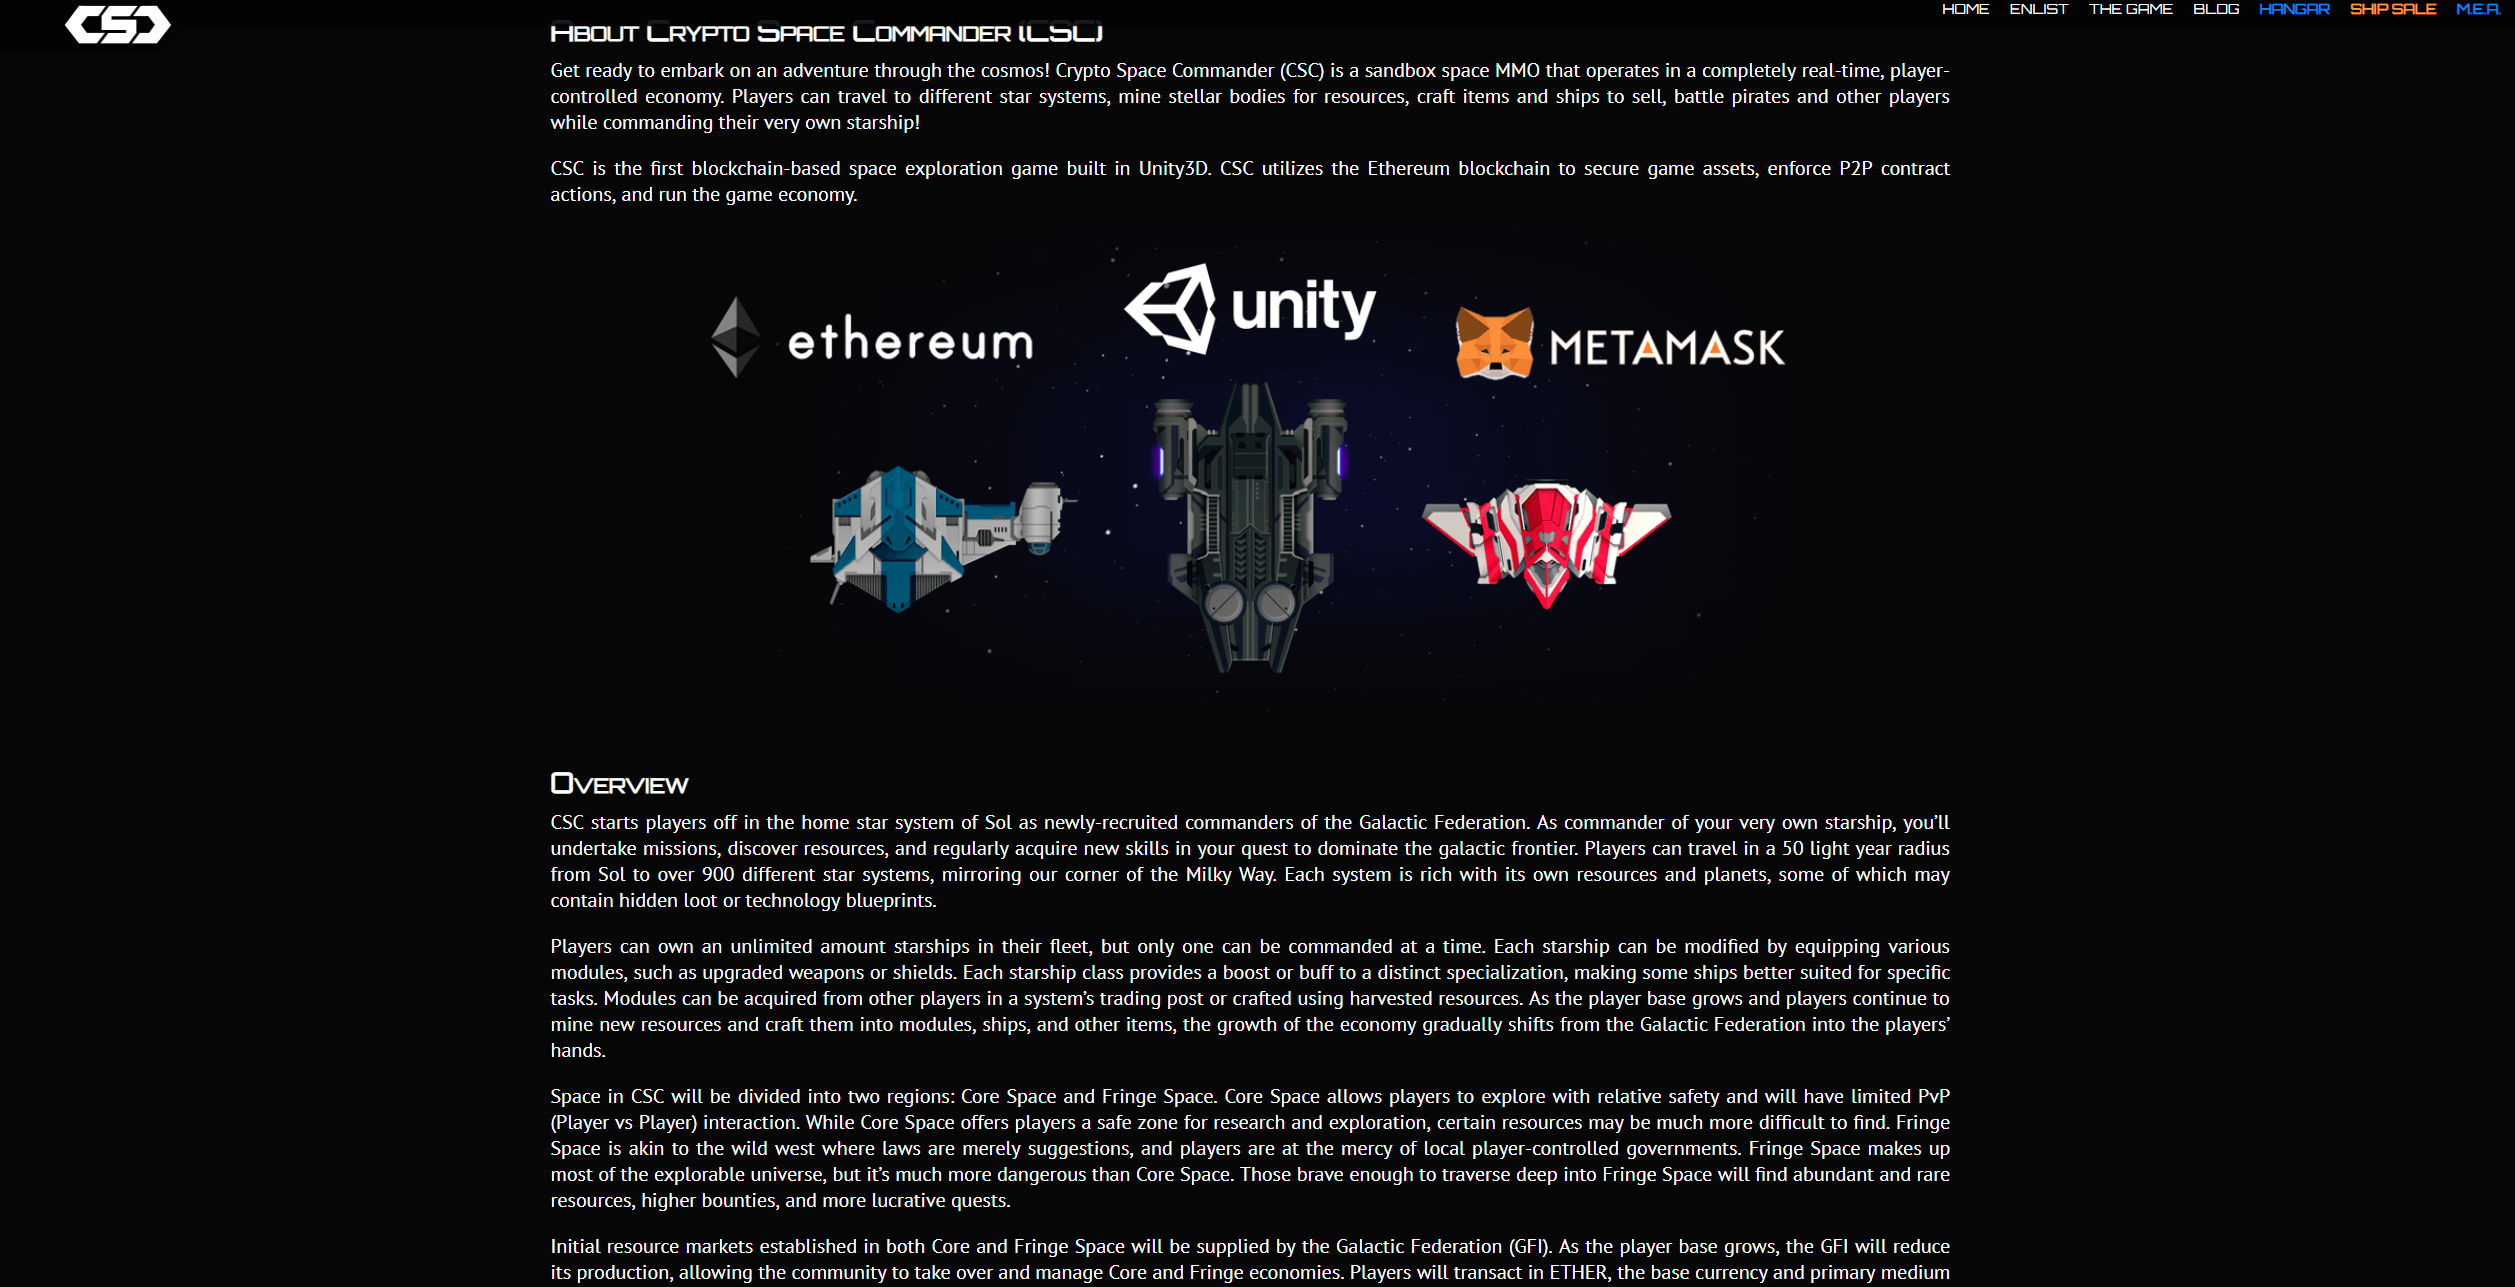 CSC
HOME ENLIST THE GAME BLOG HANGAR SHIP SALE M.E.A.
About Crypto Space Commander (CSC)
Get ready to embark on an adventure through the cosmos! Crypto Space Commander (CSC) is a sandbox space MMO that operates in a completely real-time, player-
controlled economy. Players can travel to different star systems, mine stellar bodies for resources, craft items and ships to sell, battle pirates and other players
while commanding their very own starship!
CSC is the first blockchain-based space exploration game built in Unity3D. CSC utilizes the Ethereum blockchain to secure game assets, enforce P2P contract
actions, and run the game economy.
ethereum
unity
METAMASK
Overview
CSC starts players off in the home star system of Sol as newly-recruited commanders of the Galactic Federation. As commander of your very own starship, you’ll
undertake missions, discover resources, and regularly acquire new skills in your quest to dominate the galactic frontier. Players can travel in a 50 light year radius
from Sol to over 900 different star systems, mirroring our corner of the Milky Way. Each system is rich with its own resources and planets, some of which may
contain hidden loot or technology blueprints.
Players can own an unlimited amount starships in their fleet, but only one can be commanded at a time. Each starship can be modified by equipping various
modules, such as upgraded weapons or shields. Each starship class provides a boost or buff to a distinct specialization, making some ships better suited for specific
tasks. Modules can be acquired from other players in a system’s trading post or crafted using harvested resources. As the player base grows and players continue to
mine new resources and craft them into modules, ships, and other items, the growth of the economy gradually shifts from the Galactic Federation into the players’
hands.
Space in CSC will be divided into two regions: Core Space and Fringe Space. Core Space allows players to explore with relative safety and will have limited PvP
(Player vs Player) interaction. While Core Space offers players a safe zone for research and exploration, certain resources may be much more difficult to find. Fringe
Space is akin to the wild west where laws are merely suggestions, and players are at the mercy of local player-controlled governments. Fringe Space makes up
most of the explorable universe, but it’s much more dangerous than Core Space. Those brave enough to traverse deep into Fringe Space will find abundant and rare
resources, higher bounties, and more lucrative quests.
Initial resource markets established in both Core and Fringe Space will be supplied by the Galactic Federation (GFI). As the player base grows, the GFI will reduce
its production, allowing the community to take over and manage Core and Fringe economies. Players will transact in ETHER, the base currency and primary medium